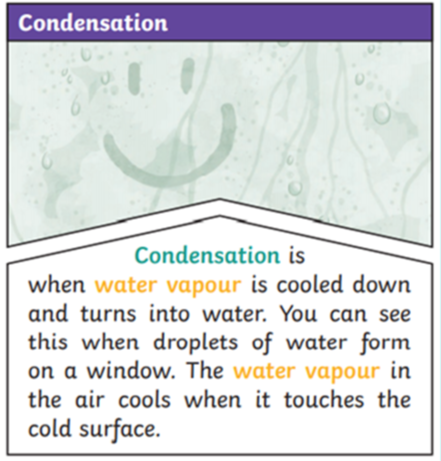 Condensation
Condensation is
when water vapour is cooled down
and turns into water. You can see
this when droplets of water form
on a window. The water vapour in
the air cools when it touches the
cold surface.